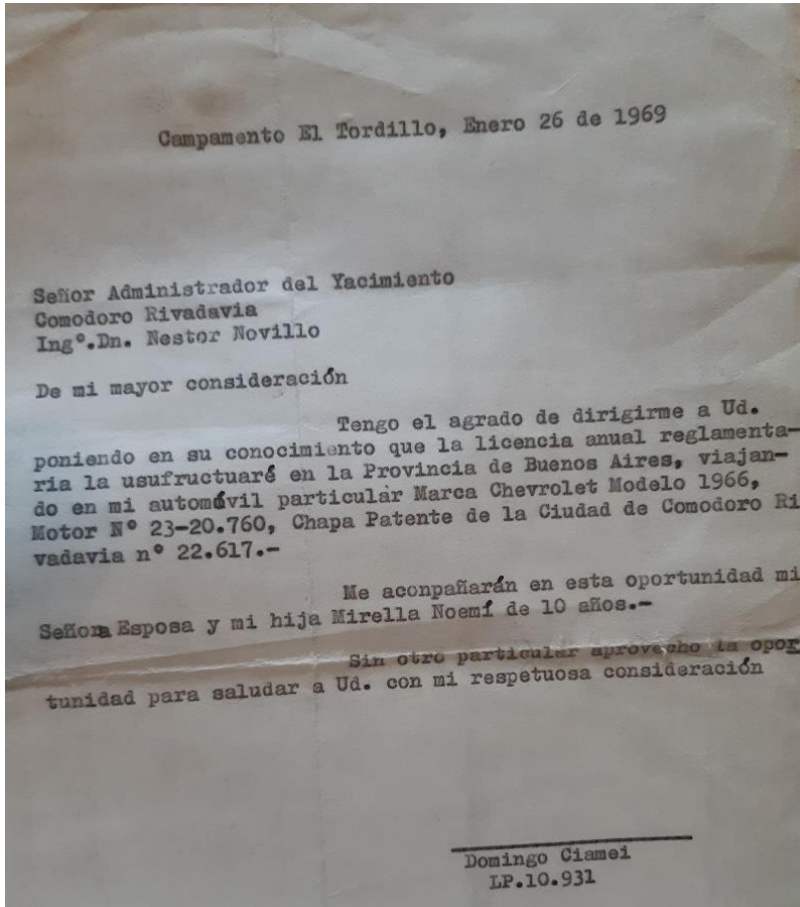 Campamento El Tordillo, Enero 26 de 1969
Señor Administrador del Yacimiento
Comodoro Rivadavia
Ingº.Dn. Nestor Novillo
De mi mayor consideración
Tengo el agrado de dirigirme a Ud.
poniendo en su conocimiento que la licencia anual reglamenta-
ria la usufructuaré en la Provincia de Buenos Aires, viajan-
do en mi automóvil particular Marca Chevrolet Modelo 1966,
Motor Nº 23-20.760, Chapa Patente de la Ciudad de Comodoro Ri
vadavia nº 22.617.-
Me aconpañarán en esta oportunidad mi
Señora Esposa y mi hija Mirella Noemí de 10 años.-
Sin otro particular aprovecho la opor
tunidad para saludar a Ud. con mi respetuosa consideración
Domingo Ciamei
LP.10.931